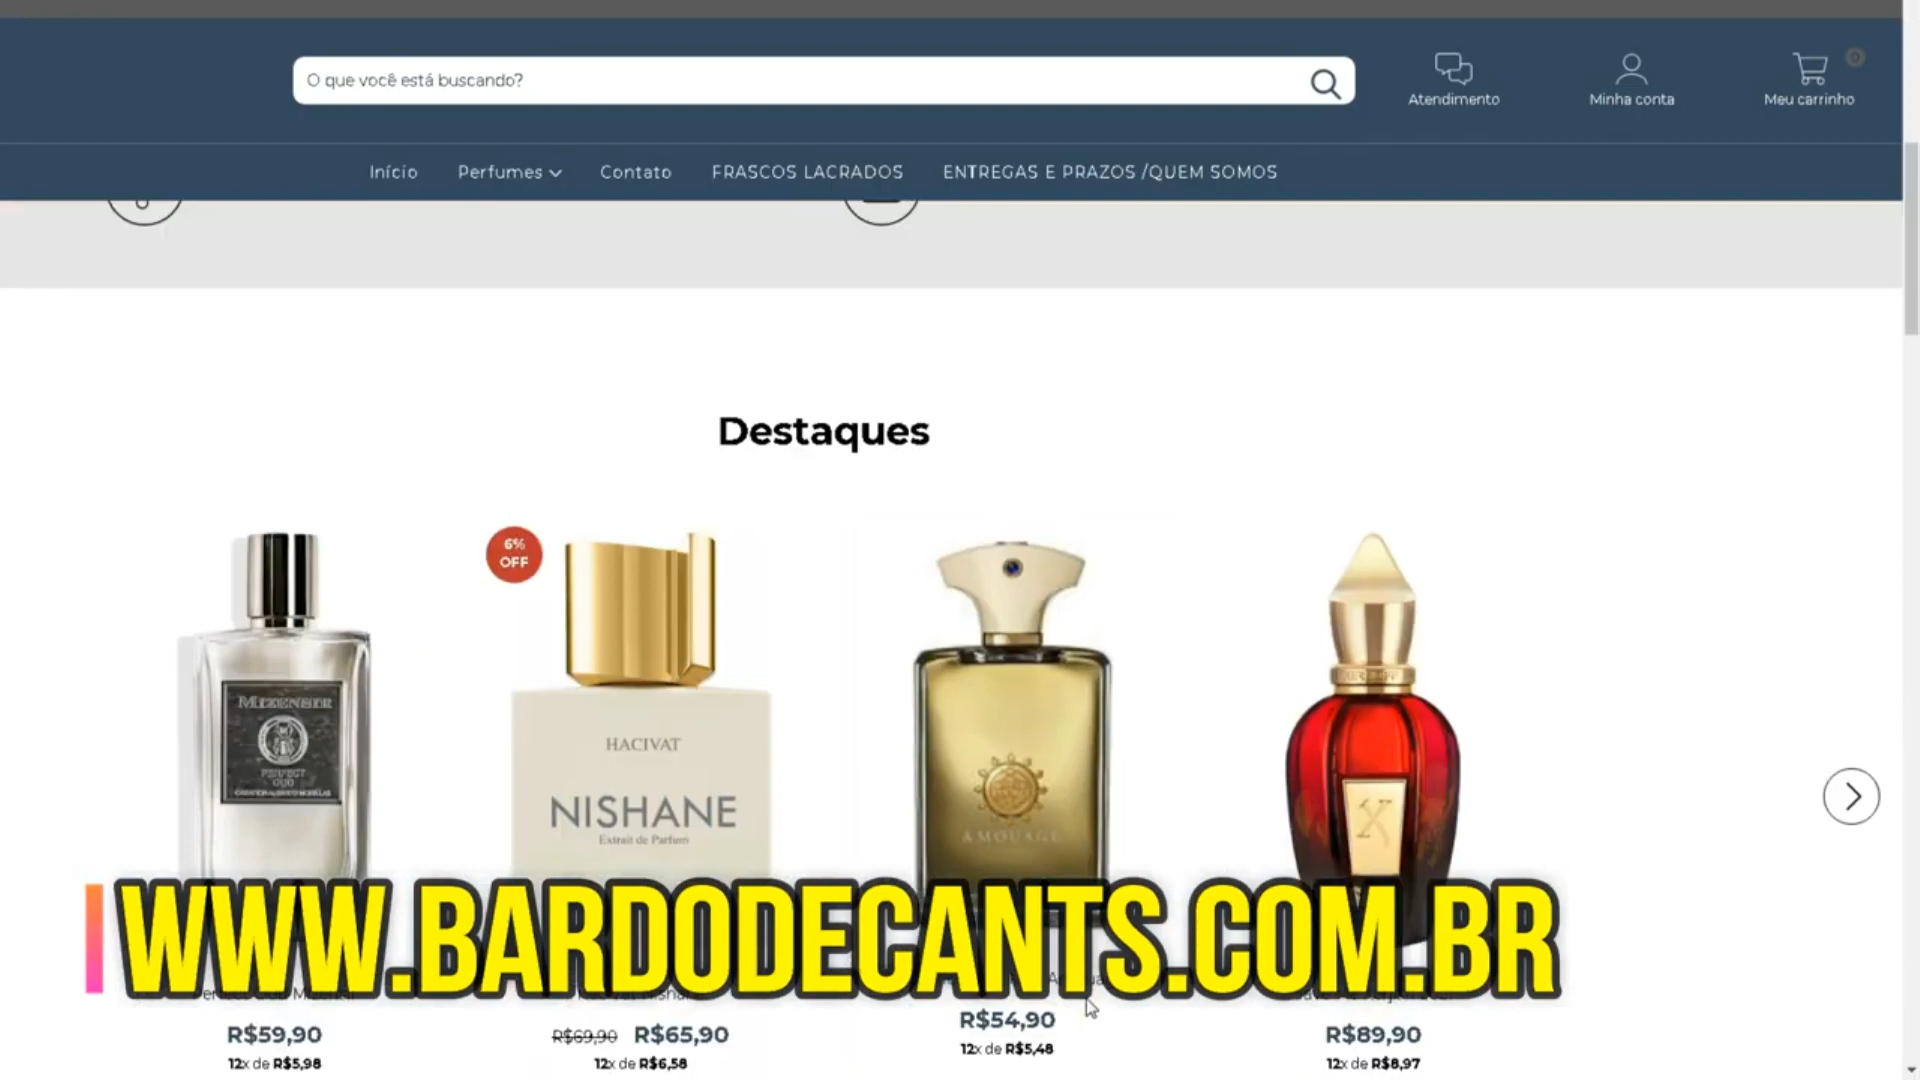 O que você está buscando?
Atendimento
Minha conta
0
Meu carrinho
Início
Perfumes
Contato
FRASCOS LACRADOS
ENTREGAS E PRAZOS /QUEM SOMOS
Destaques
6%
OFF
MIZENSIR
PERFECT
OUD
HACIVAT
NISHANE
Extrait de Parfum
AMOUAGE
X
WWW.BARDODECANTS.COM.BR
R$59,90
12x de R$5,98
R$69,90 R$65,90
12x de R$6,58
R$54,90
12x de R$5,48
R$89,90
12x de R$8,97